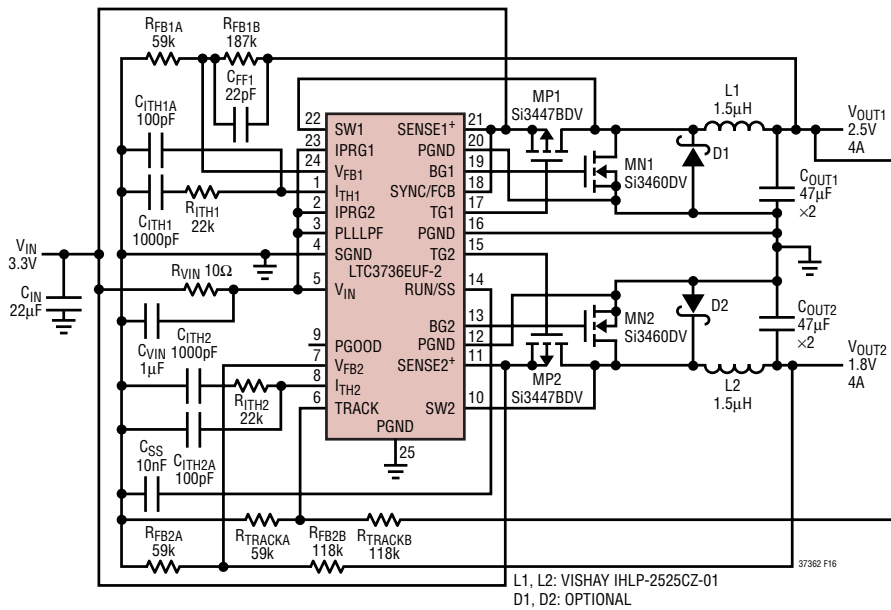 RFB1A
59k
RFB1B
187k
CFF1
22pF
CITH1A
100pF
CITH1
1000pF
RITH1
22k
VIN
3.3V
CIN
22µF
RVIN 10Ω
CVIN
1µF
CITH2
1000pF
RITH2
22k
CITH2A
100pF
CSS
10nF
RFB2A
59k
RTRACKA
59k
RFB2B
118k
RTRACKB
118k
22
23
24
1
2
3
4
5
9
7
8
6
SW1
IPRG1
VFB1
ITH1
IPRG2
PLLLPF
SGND
LTC3736EUF-2
VIN
PGOOD
VFB2
ITH2
TRACK
PGND
25
SENSE1+
PGND
BG1
SYNC/FCB
TG1
PGND
TG2
RUN/SS
BG2
PGND
SENSE2+
SW2
21
20
19
18
17
16
15
14
13
12
11
10
MP1
Si3447BDV
MN1
Si3460DV
D1
L1
1.5µH
VOUT1
2.5V
4A
COUT1
47µF
×2
MN2
Si3460DV
MP2
Si3447BDV
D2
COUT2
47µF
×2
L2
1.5µH
VOUT2
1.8V
4A
37362 F16
L1, L2: VISHAY IHLP-2525CZ-01
D1, D2: OPTIONAL